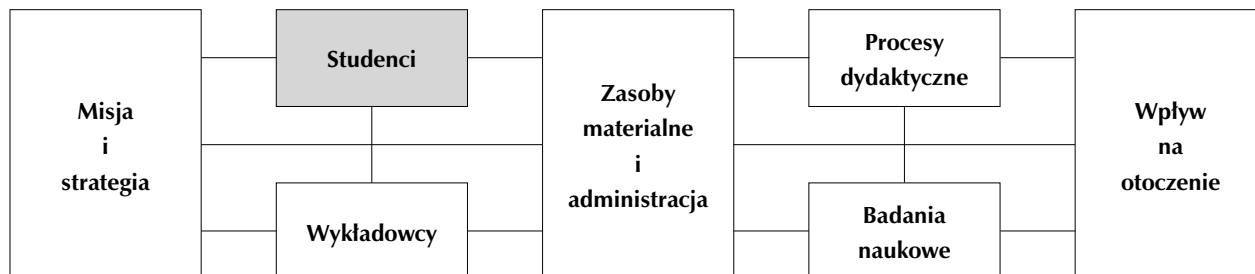 Misja
i
strategia
Studenci
Wykładowcy
Zasoby
materialne
i
administracja
Procesy
dydaktyczne
Badania
naukowe
Wpływ
na
otoczenie